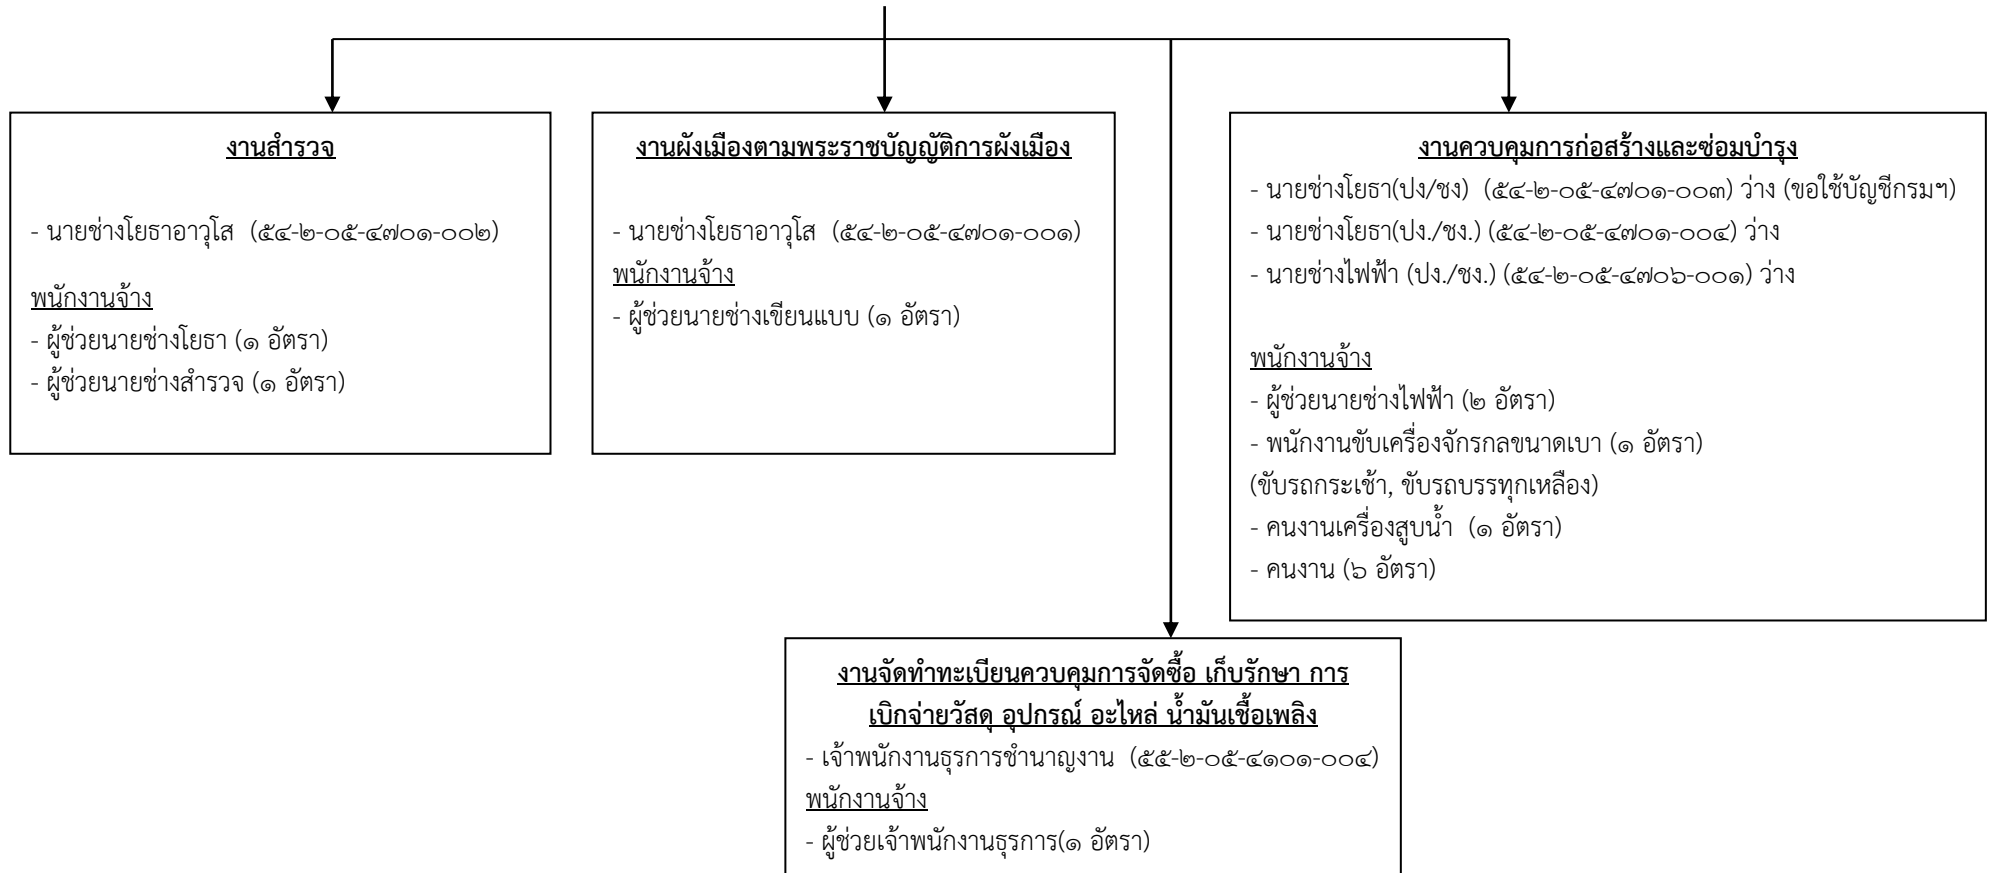 งานสำรวจ
- นายช่างโยธาอาวุโส (๕๔-๒-๐๕-๔๗๐๑-๐๐๒)
พนักงานจ้าง
- ผู้ช่วยนายช่างโยธา (๑ อัตรา)
- ผู้ช่วยนายช่างสำรวจ (๑ อัตรา)
งานผังเมืองตามพระราชบัญญัติการผังเมือง
- นายช่างโยธาอาวุโส (๕๔-๒-๐๕-๔๗๐๑-๐๐๑)
พนักงานจ้าง
- ผู้ช่วยนายช่างเขียนแบบ (๑ อัตรา)
งานควบคุมการก่อสร้างและซ่อมบำรุง
- นายช่างโยธา(ปง/ชง) (๕๔-๒-๐๕-๔๗๐๑-๐๐๓) ว่าง (ขอใช้บัญชีกรมฯ)
- นายช่างโยธา(ปง./ชง.) (๕๔-๒-๐๕-๔๗๐๑-๐๐๔) ว่าง
- นายช่างไฟฟ้า (ปง./ชง.) (๕๔-๒-๐๕-๔๗๐๖-๐๐๑) ว่าง
พนักงานจ้าง
- ผู้ช่วยนายช่างไฟฟ้า (๒ อัตรา)
- พนักงานขับเครื่องจักรกลขนาดเบา (๑ อัตรา)
(ขับรถกระเช้า, ขับรถบรรทุกเหลือง)
- คนงานเครื่องสูบน้ำ (๑ อัตรา)
- คนงาน (๖ อัตรา)
งานจัดทำทะเบียนควบคุมการจัดซื้อ เก็บรักษา การ
เบิกจ่ายวัสดุ อุปกรณ์ อะไหล่ น้ำมันเชื้อเพลิง
- เจ้าพนักงานธุรการชำนาญงาน (๕๕-๒-๐๕-๔๑๐๑-๐๐๔)
พนักงานจ้าง
- ผู้ช่วยเจ้าพนักงานธุรการ(๑ อัตรา)